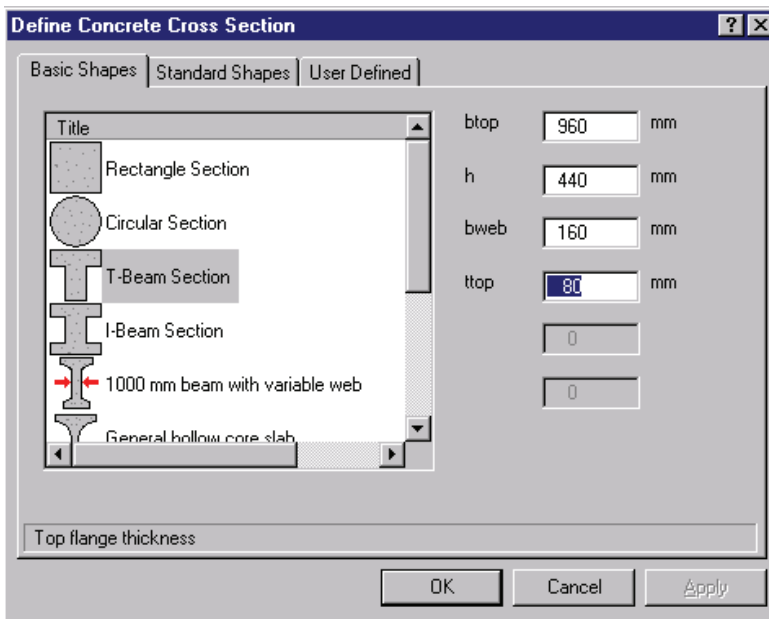 Define Concrete Cross Section
Basic Shapes Standard Shapes User Defined
Title
Rectangle Section
Circular Section
T-Beam Section
I-Beam Section
1000 mm beam with variable web
General hollow core slab
btop 960 mm
h 440 mm
bweb 160 mm
ttop 80 mm
0
0
Top flange thickness
OK Cancel Apply